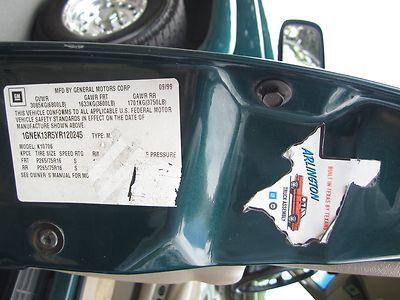 GM
MFD BY GENERAL MOTORS CORP 09/99
GVWR GAWR FRT GAWR RR
3085KG(6800LB) 1633KG(3600LB) 1701KG(3750LB)
THIS VEHICLE CONFORMS TO ALL APPLICABLE U.S. FEDERAL MOTOR
VEHICLE SAFETY STANDARDS IN EFFECT ON THE DATE OF
MANUFACTURE SHOWN ABOVE.
1GNEK13R5YR120245 TYPE: M.
MODEL: K10706
KPCE TIRE SIZE SPEED RTG PRESSURE
FRT P265/75R16 S
RR P265/75R16 S
SEE OWNER S MANUAL FOR MO
BUILT IN TEXAS BY TEXANS
ARLINGTON
TRUCK ASSEMBLY